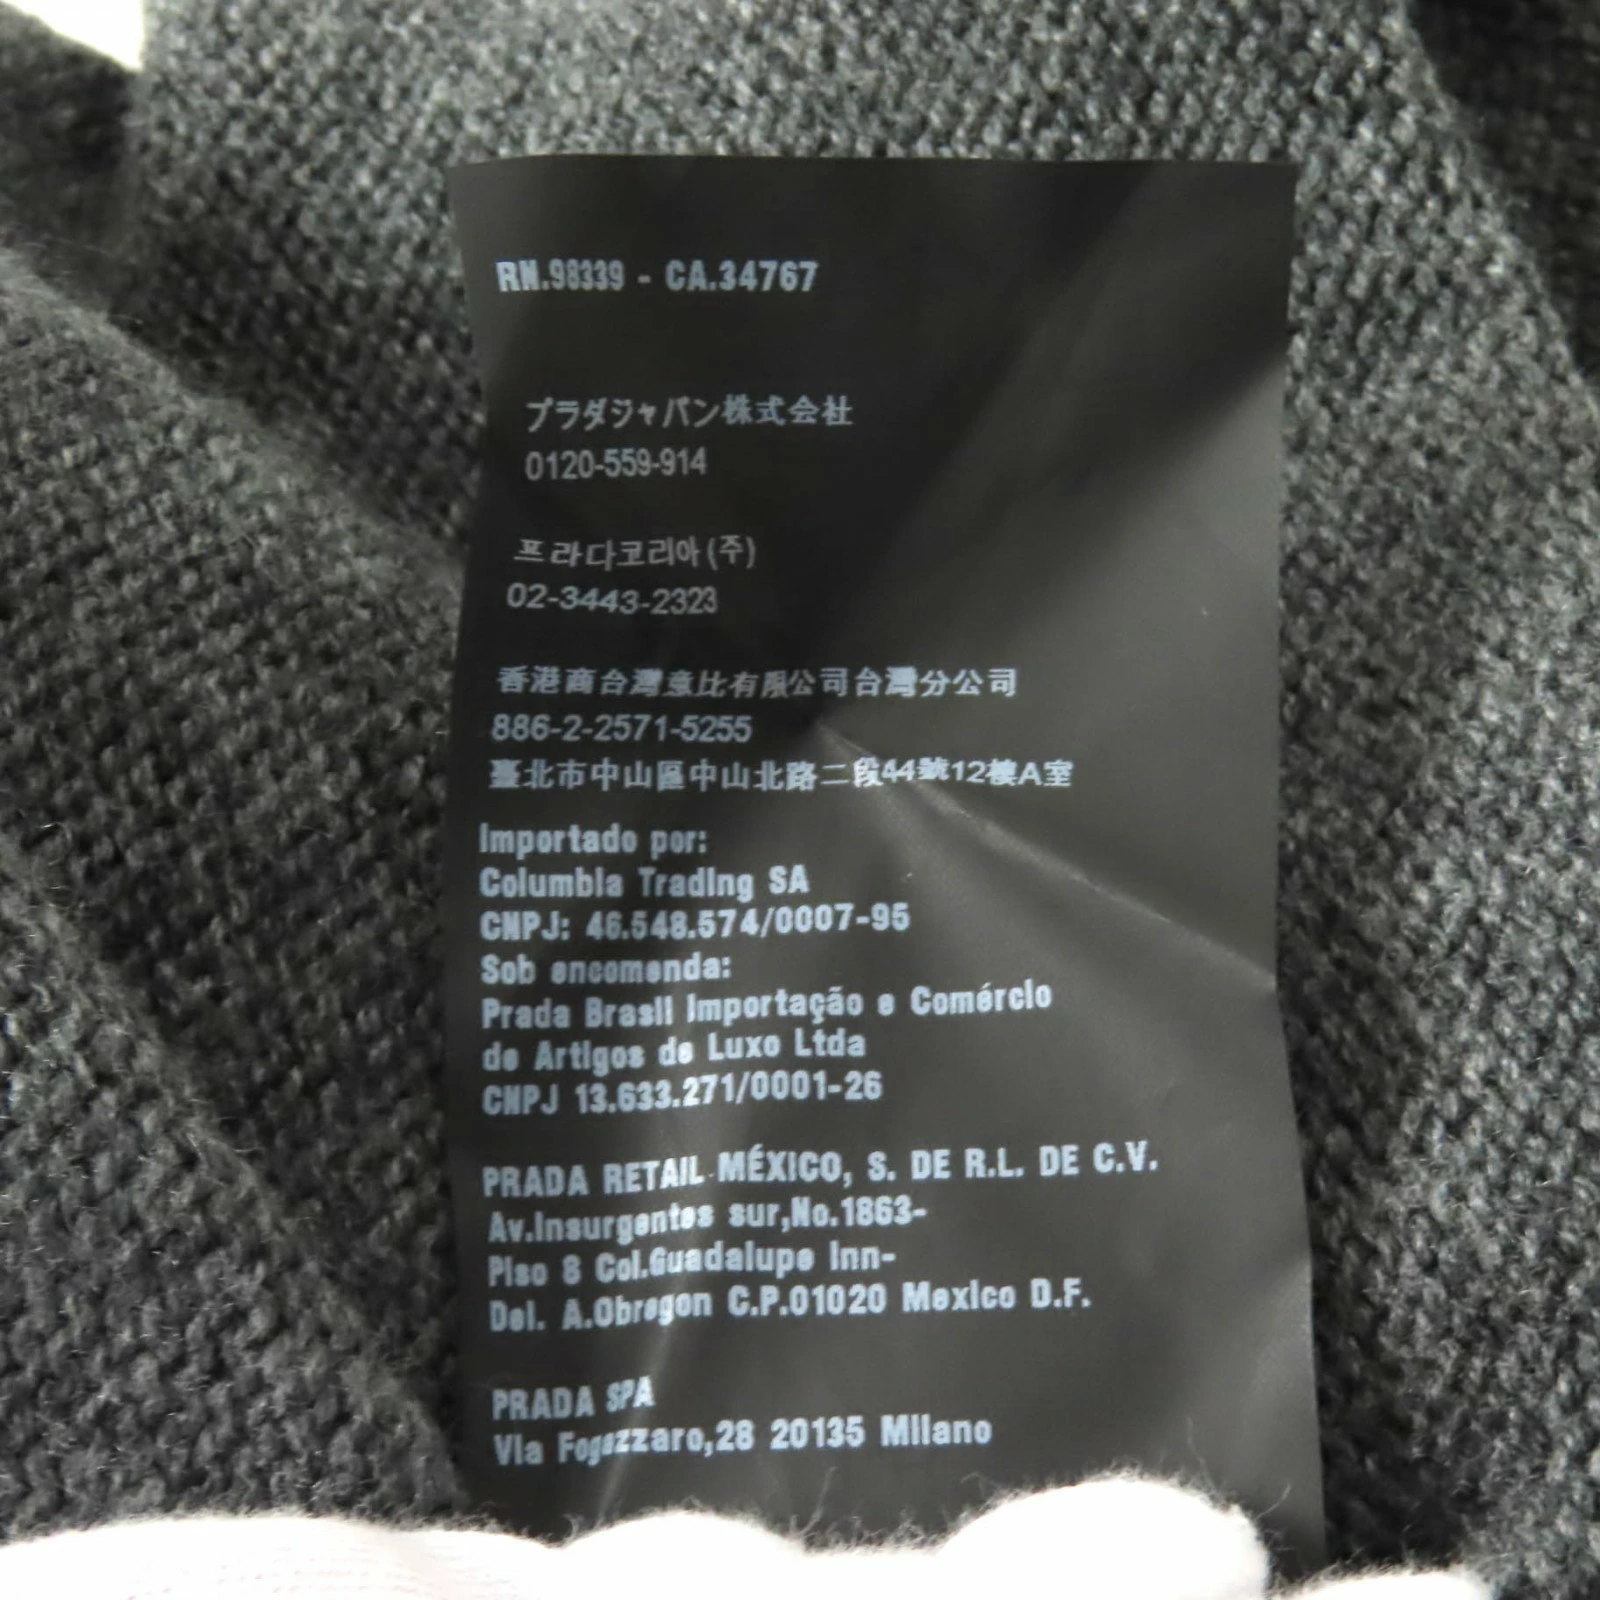 RN.98339 - CA.34767
プラダジャパン株式会社
0120-559-914
프라다코리아(주)
02-3443-2323
香港商台灣意比有限公司台灣分公司
886-2-2571-5255
臺北市中山區中山北路二段44號12樓A室
Importado por:
Columbia Trading SA
CNPJ: 46.548.574/0007-95
Sob encomenda:
Prada Brasil Importação e Comércio
de Artigos de Luxo Ltda
CNPJ 13.633.271/0001-26
PRADA RETAIL MÉXICO, S. DE R.L. DE C.V.
Av.Insurgentes sur,No.1863-
Piso 8 Col.Guadalupe Inn-
Del. A.Obregon C.P.01020 Mexico D.F.
PRADA SPA
Via Fogazzaro,28 20135 Milano